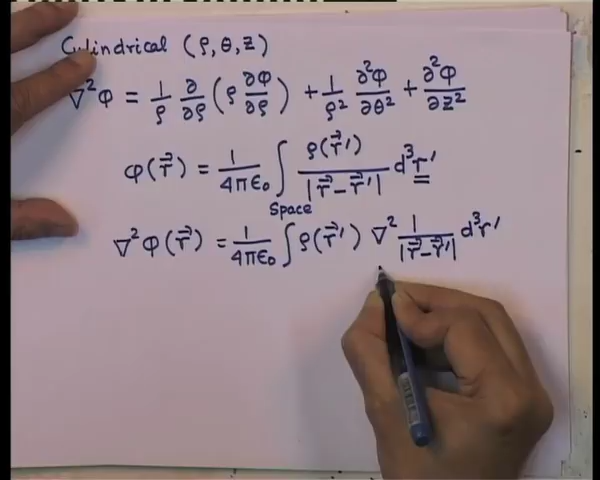 Cylindrical (ρ, θ, z)
∇²φ = 1/ρ ∂/∂ρ (ρ ∂φ/∂ρ) + 1/ρ² ∂²φ/∂θ² + ∂²φ/∂z²
φ(r⃗) = 1/4πε₀ ∫ ρ(r⃗′)/|r⃗−r⃗′| d³r′
Space
∇²φ(r⃗) = 1/4πε₀ ∫ ρ(r⃗′) ∇² 1/|r⃗−r⃗′| d³r′